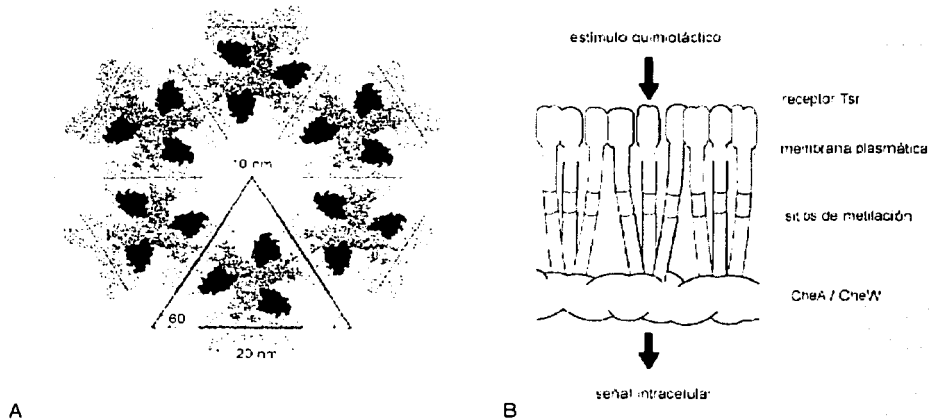 10 nm
60
20 nm
A
estímulo quimiotáctico
receptor Tsr
membrana plasmática
sitios de metilación
CheA / CheW
señal intracelular
B